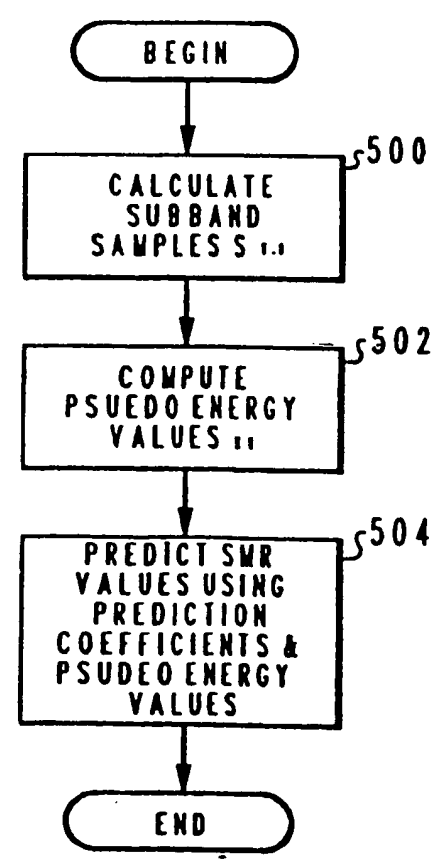 BEGIN
500
CALCULATE
SUBBAND
SAMPLES S
502
COMPUTE
PSUEDO ENERGY
VALUES
504
PREDICT SMR
VALUES USING
PREDICTION
COEFFICIENTS &
PSUDEO ENERGY
VALUES
END